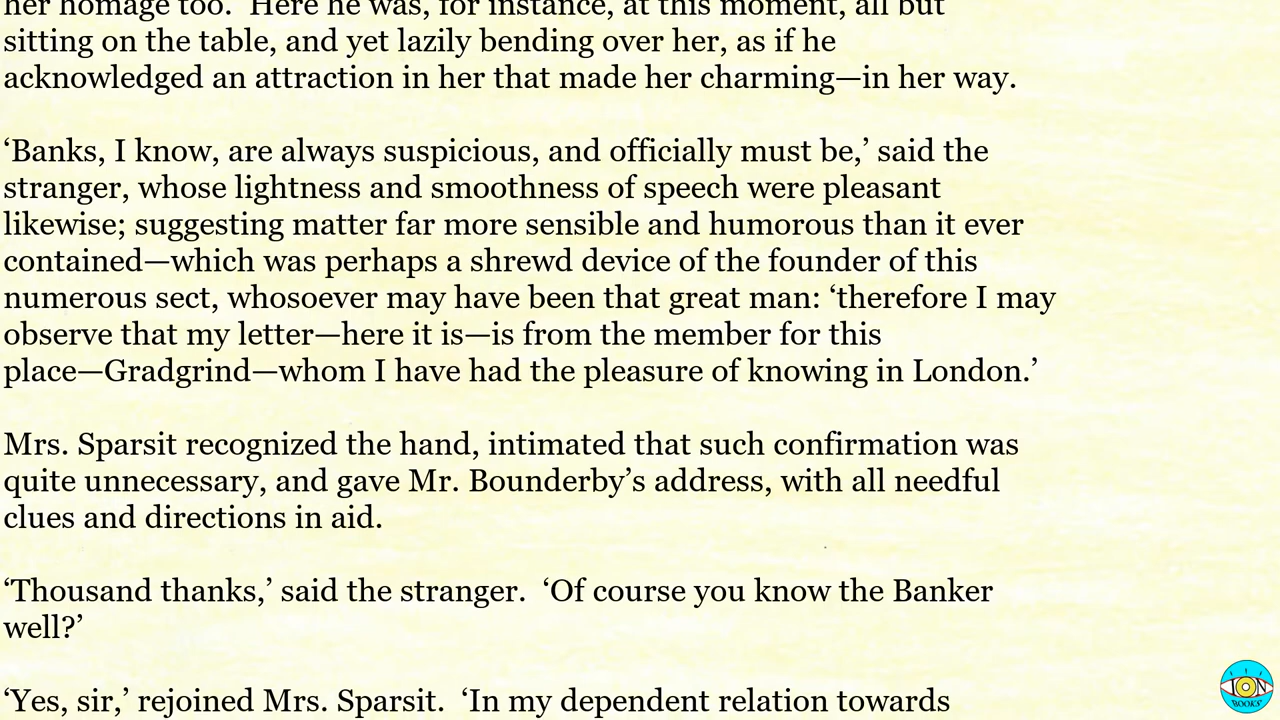 her homage too.  Here he was, for instance, at this moment, all but
sitting on the table, and yet lazily bending over her, as if he
acknowledged an attraction in her that made her charming—in her way.
‘Banks, I know, are always suspicious, and officially must be,’ said the
stranger, whose lightness and smoothness of speech were pleasant
likewise; suggesting matter far more sensible and humorous than it ever
contained—which was perhaps a shrewd device of the founder of this
numerous sect, whosoever may have been that great man: ‘therefore I may
observe that my letter—here it is—is from the member for this
place—Gradgrind—whom I have had the pleasure of knowing in London.’
Mrs. Sparsit recognized the hand, intimated that such confirmation was
quite unnecessary, and gave Mr. Bounderby’s address, with all needful
clues and directions in aid.
‘Thousand thanks,’ said the stranger.  ‘Of course you know the Banker
well?’
‘Yes, sir,’ rejoined Mrs. Sparsit.  ‘In my dependent relation towards
ION
BOOKS